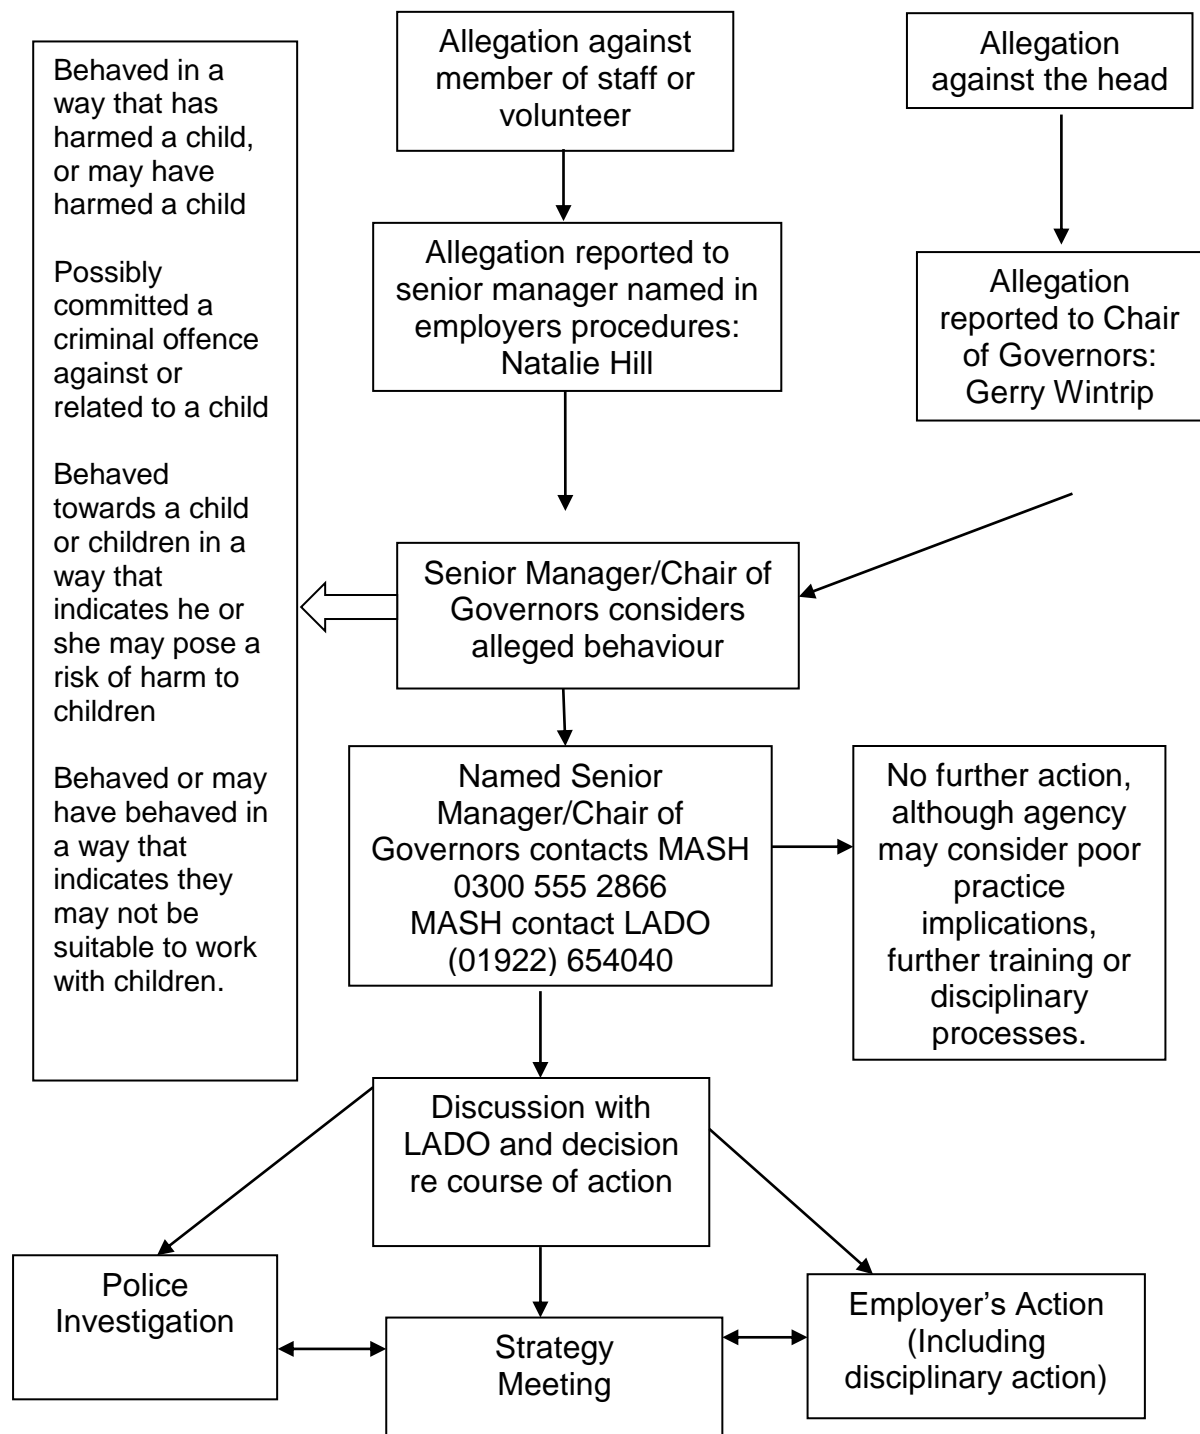 Behaved in a
way that has
harmed a child,
or may have
harmed a child
Possibly
committed a
criminal offence
against or
related to a child
Behaved
towards a child
or children in a
way that
indicates he or
she may pose a
risk of harm to
children
Behaved or may
have behaved in
a way that
indicates they
may not be
suitable to work
with children.
Allegation against
member of staff or
volunteer
Allegation
against the head
Allegation reported to
senior manager named in
employers procedures:
Natalie Hill
Allegation
reported to Chair
of Governors:
Gerry Wintrip
Senior Manager/Chair of
Governors considers
alleged behaviour
Named Senior
Manager/Chair of
Governors contacts MASH
0300 555 2866
MASH contact LADO
(01922) 654040
No further action,
although agency
may consider poor
practice
implications,
further training or
disciplinary
processes.
Discussion with
LADO and decision
re course of action
Police
Investigation
Strategy
Meeting
Employer’s Action
(Including
disciplinary action)